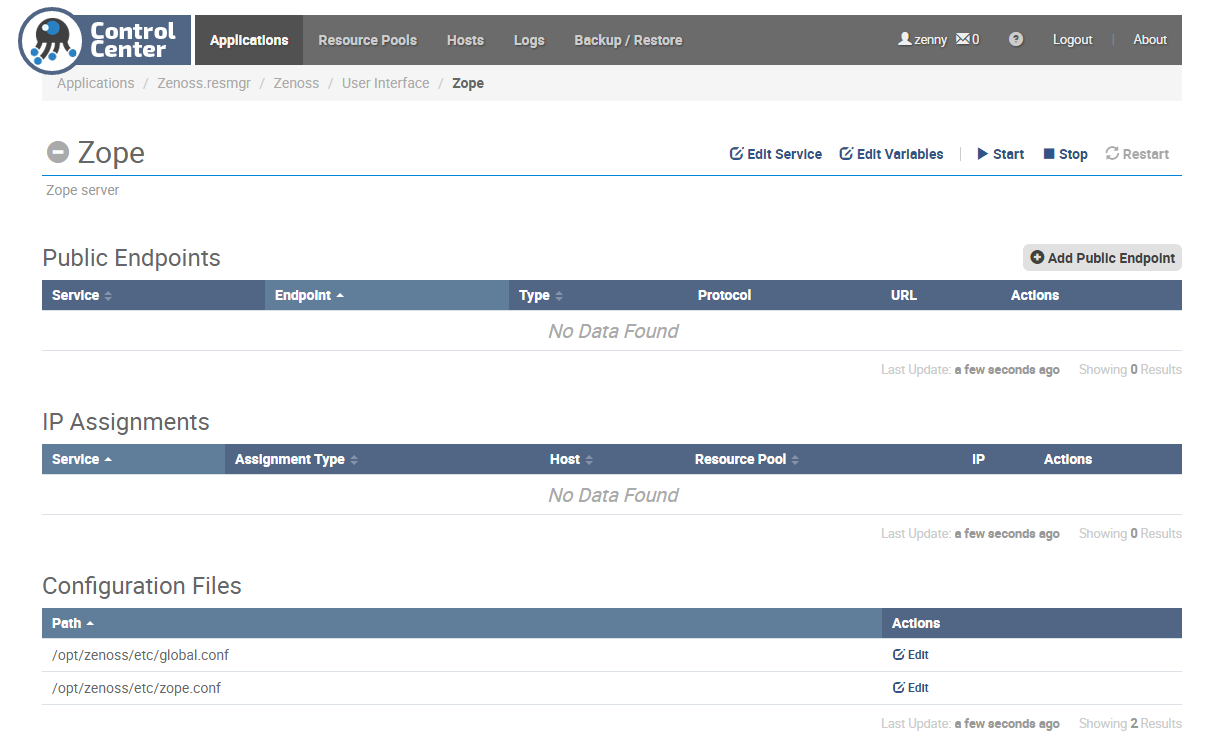 Control Center
Applications Resource Pools Hosts Logs Backup / Restore zenny 0 ? Logout | About
Applications / Zenoss.resmgr / Zenoss / User Interface / Zope
Zope
Edit Service Edit Variables | Start Stop Restart
Zope server
Public Endpoints
Add Public Endpoint
Service Endpoint Type Protocol URL Actions
No Data Found
Last Update: a few seconds ago Showing 0 Results
IP Assignments
Service Assignment Type Host Resource Pool IP Actions
No Data Found
Last Update: a few seconds ago Showing 0 Results
Configuration Files
Path Actions
/opt/zenoss/etc/global.conf Edit
/opt/zenoss/etc/zope.conf Edit
Last Update: a few seconds ago Showing 2 Results